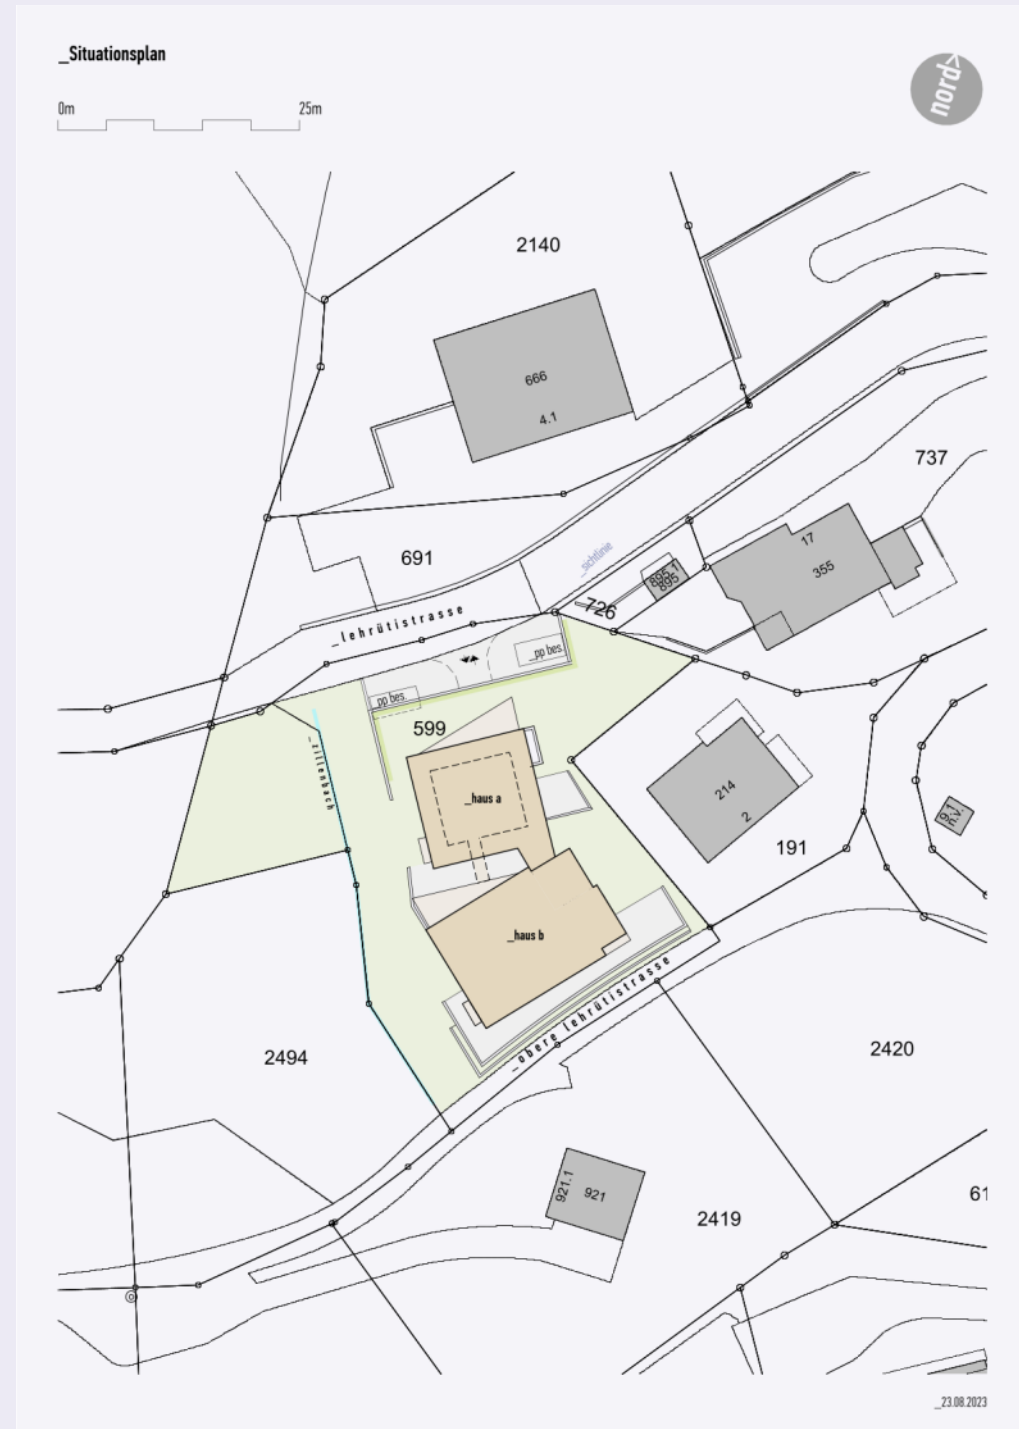 _Situationsplan
0m 25m
nord>
2140
666
4.1
737
17
355
691
_sichtlinie
895.1
895
726
_lehrütistrasse
_pp bes.
pp bes.
599
_zillenbach
_haus a
214
2
9.1
n.v.
191
_haus b
_obere lehrütistrasse
2494
2420
921.1
921
2419
61
_23.08.2023